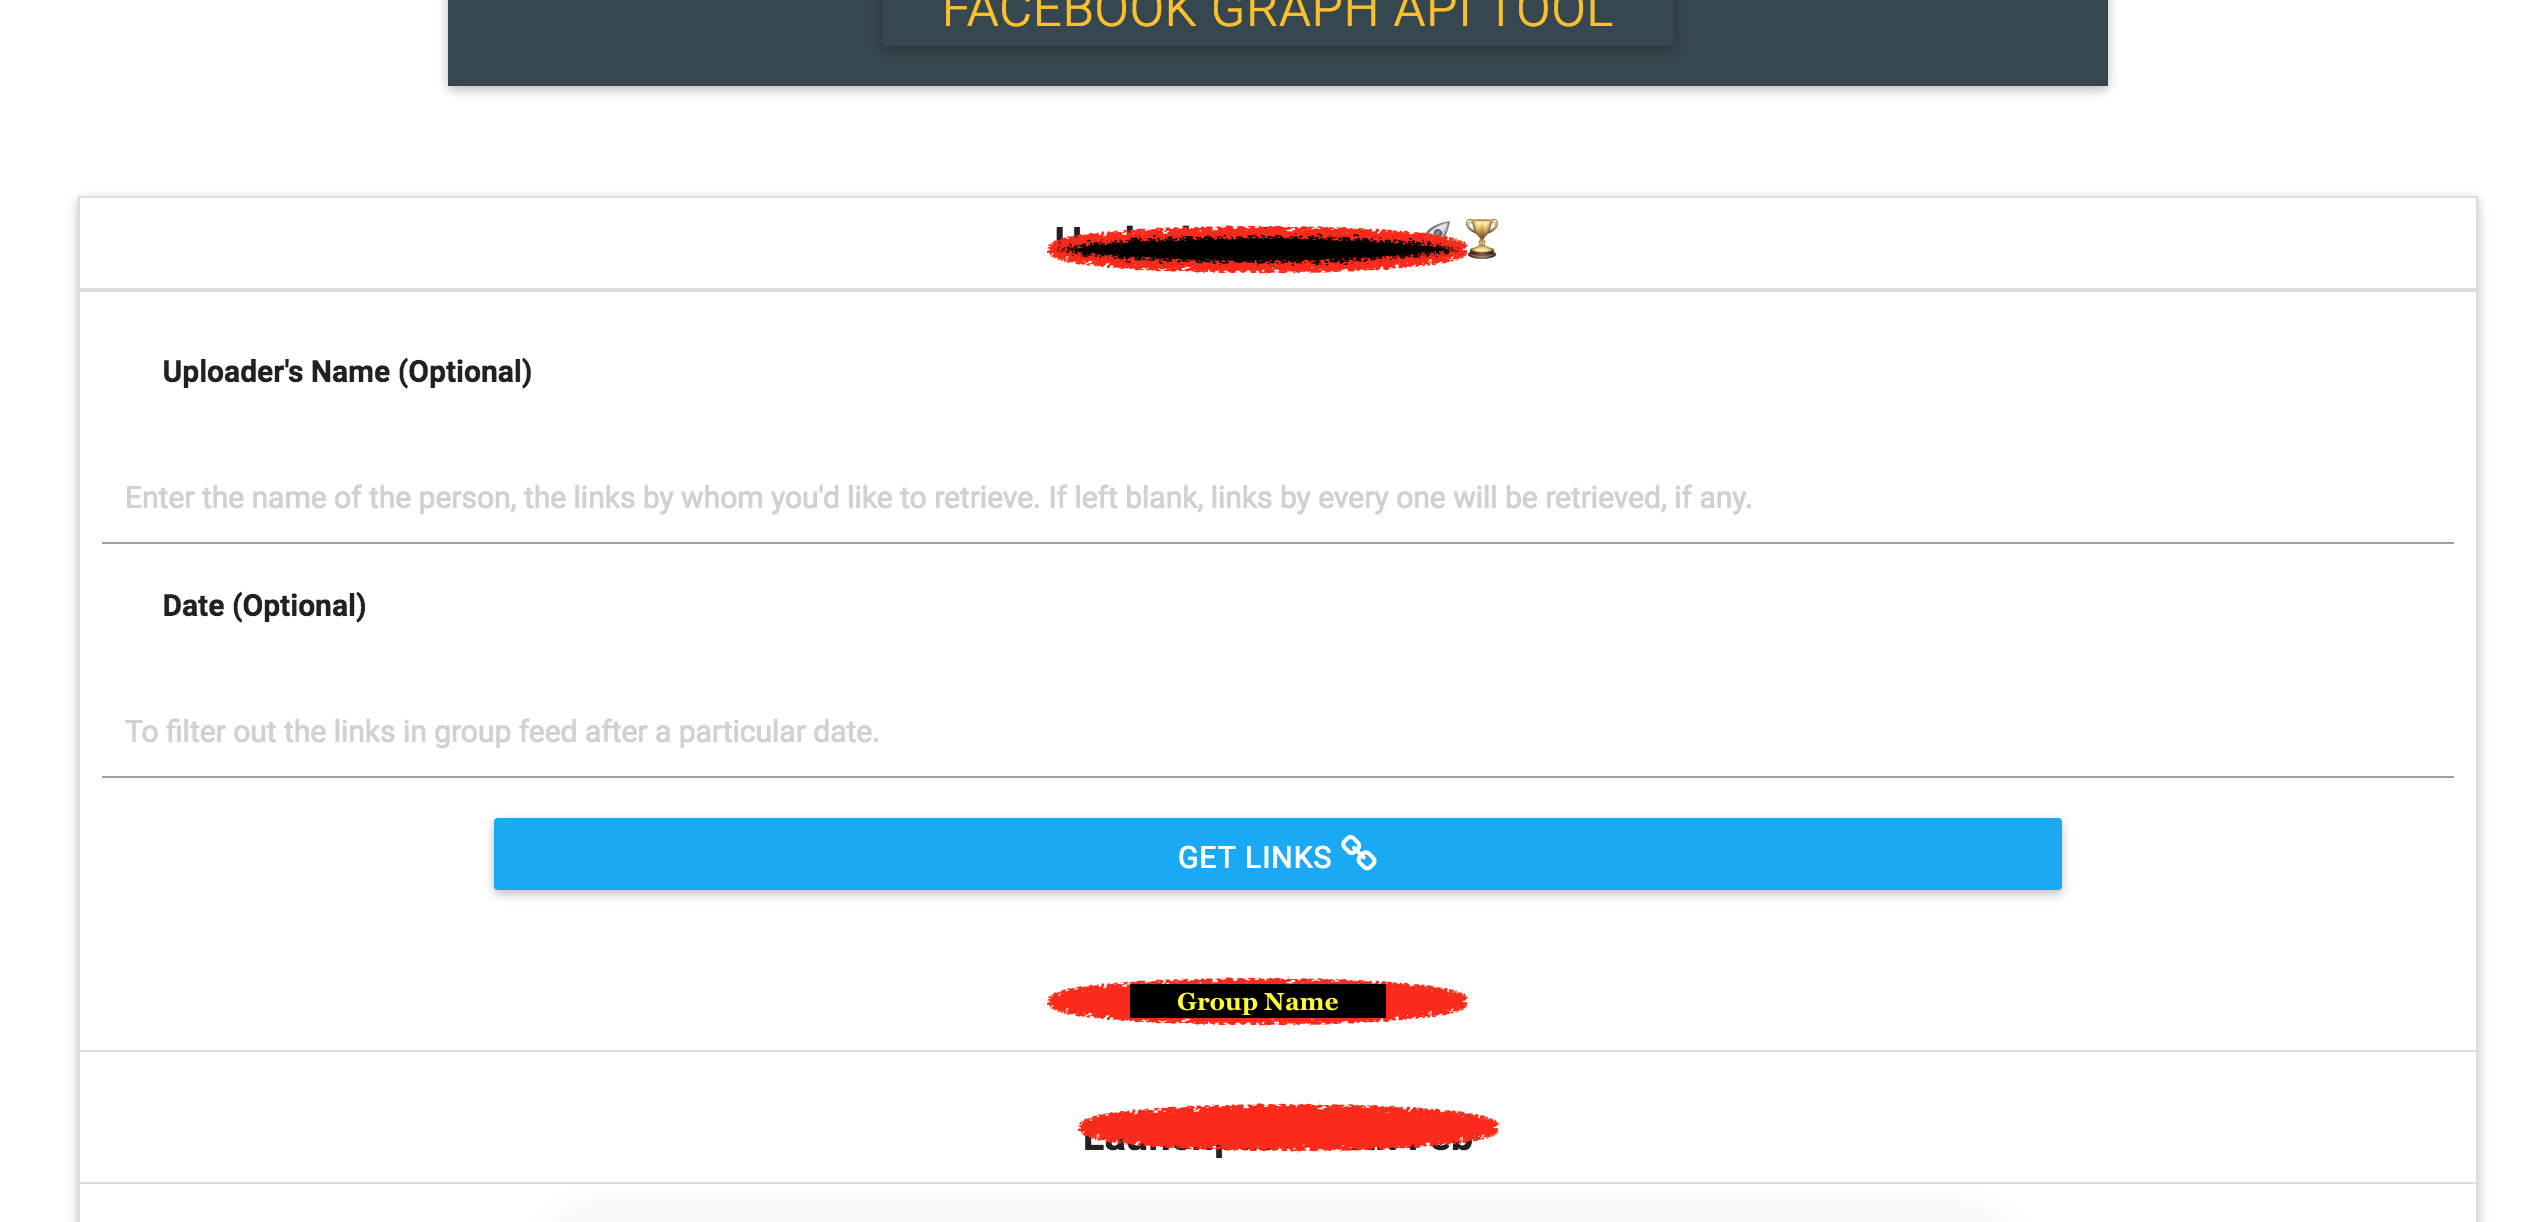 FACEBOOK GRAPH API TOOL
Uploader's Name (Optional)
Enter the name of the person, the links by whom you'd like to retrieve. If left blank, links by every one will be retrieved, if any.
Date (Optional)
To filter out the links in group feed after a particular date.
GET LINKS
Group Name